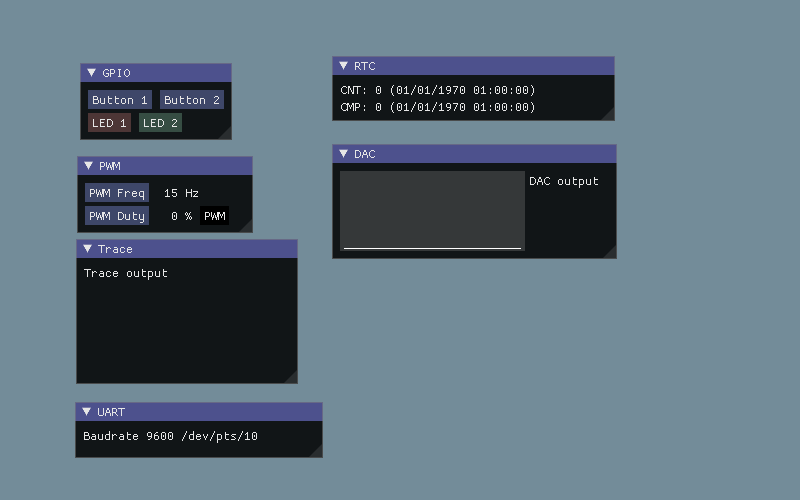 GPIO
Button 1 Button 2
LED 1 LED 2
PWM
PWM Freq 15 Hz
PWM Duty 0 % PWM
Trace
Trace output
UART
Baudrate 9600 /dev/pts/10
RTC
CNT: 0 (01/01/1970 01:00:00)
CMP: 0 (01/01/1970 01:00:00)
DAC
DAC output